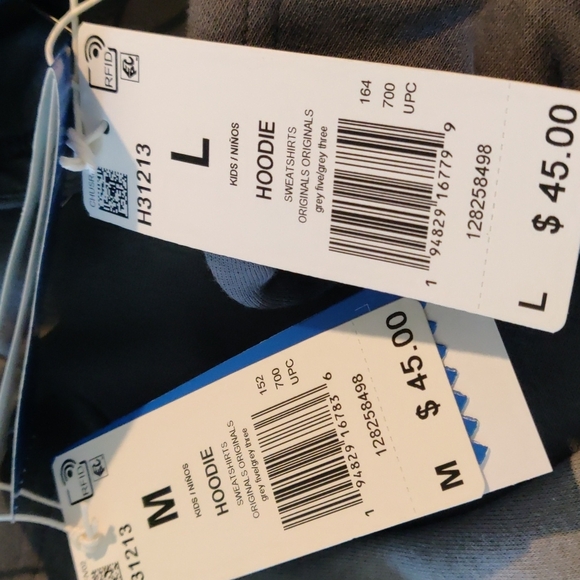 RFID
H31213
L
KIDS / NIÑOS
HOODIE
SWEATSHIRTS
ORIGINALS ORIGINALS
grey five/grey three
164
700
UPC
1 94829 16779 9
128258498
L
$ 45.00
RFID
31213
M
KIDS / NIÑOS
HOODIE
SWEATSHIRTS
ORIGINALS ORIGINALS
grey five/grey three
152
700
UPC
1 94829 16783 6
128258498
M
$ 45.00